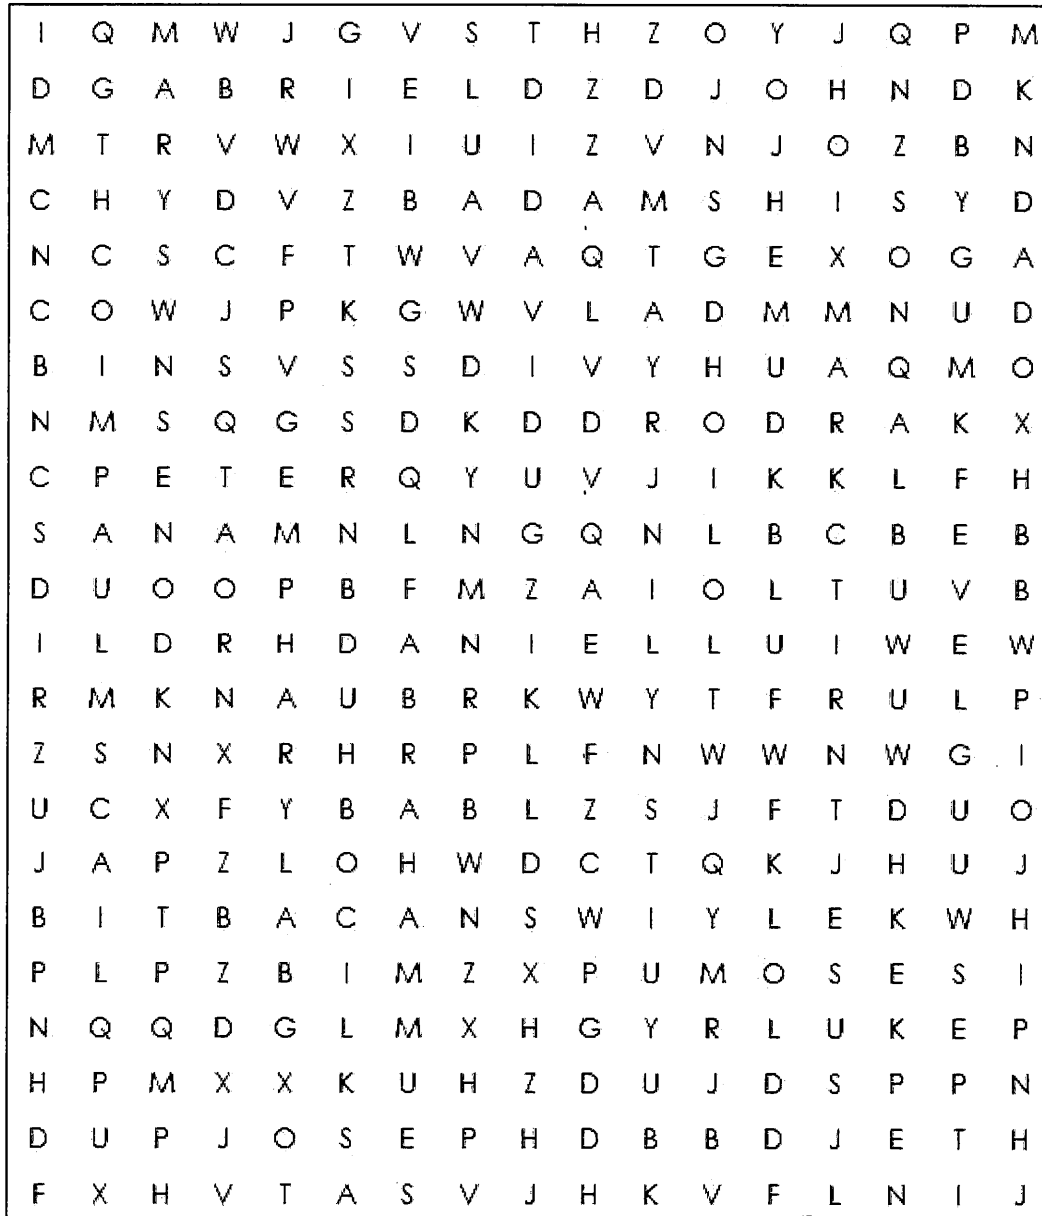 I Q M W J G V S T H Z O Y J Q P M
D G A B R I E L D Z D J O H N D K
M T R V W X I U I Z V N J O Z B N
C H Y D V Z B A D A M S H I S Y D
N C S C F T W V A Q T G E X O G A
C O W J P K G W V L A D M M N U D
B I N S V S S D I V Y H U A Q M O
N M S Q G S D K D D R O D R A K X
C P E T E R Q Y U V J I K K L F H
S A N A M N L N G Q N L B C B E B
D U O O P B F M Z A I O L T U V B
I L D R H D A N I E L L U I W E W
R M K N A U B R K W Y T F R U L P
Z S N X R H R P L F N W W N W G I
U C X F Y B A B L Z S J F T D U O
J A P Z L O H W D C T Q K J H U J
B I T B A C A N S W I Y L E K W H
P L P Z B I M Z X P U M O S E S I
N Q Q D G L M X H G Y R L U K E P
H P M X X K U H Z D U J D S P P N
D U P J O S E P H D B B D J E T H
F X H V T A S V J H K V F L N I J